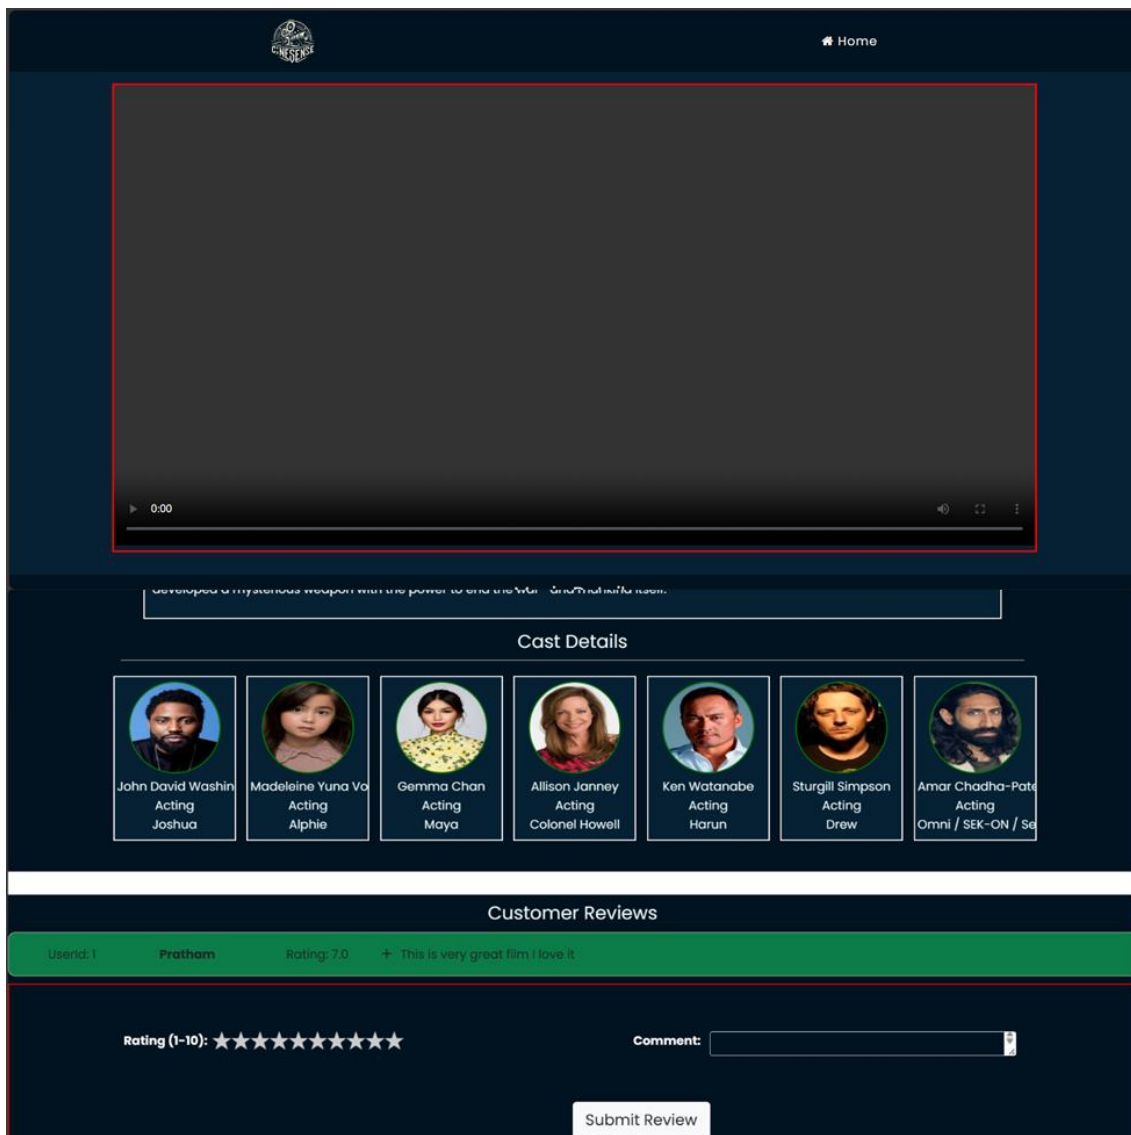 CINESENSE
Home
0:00
developed a mysterious weapon with the power to end the war and mankind itself.
Cast Details
John David Washin
Acting
Joshua
Madeleine Yuna Vo
Acting
Alphie
Gemma Chan
Acting
Maya
Allison Janney
Acting
Colonel Howell
Ken Watanabe
Acting
Harun
Sturgill Simpson
Acting
Drew
Amar Chadha-Pate
Acting
Omni / SEK-ON / Se
Customer Reviews
UserId: 1 Pratham Rating: 7.0 + This is very great film I love it
Rating (1-10): ★★★★★★★★★★ Comment:
Submit Review